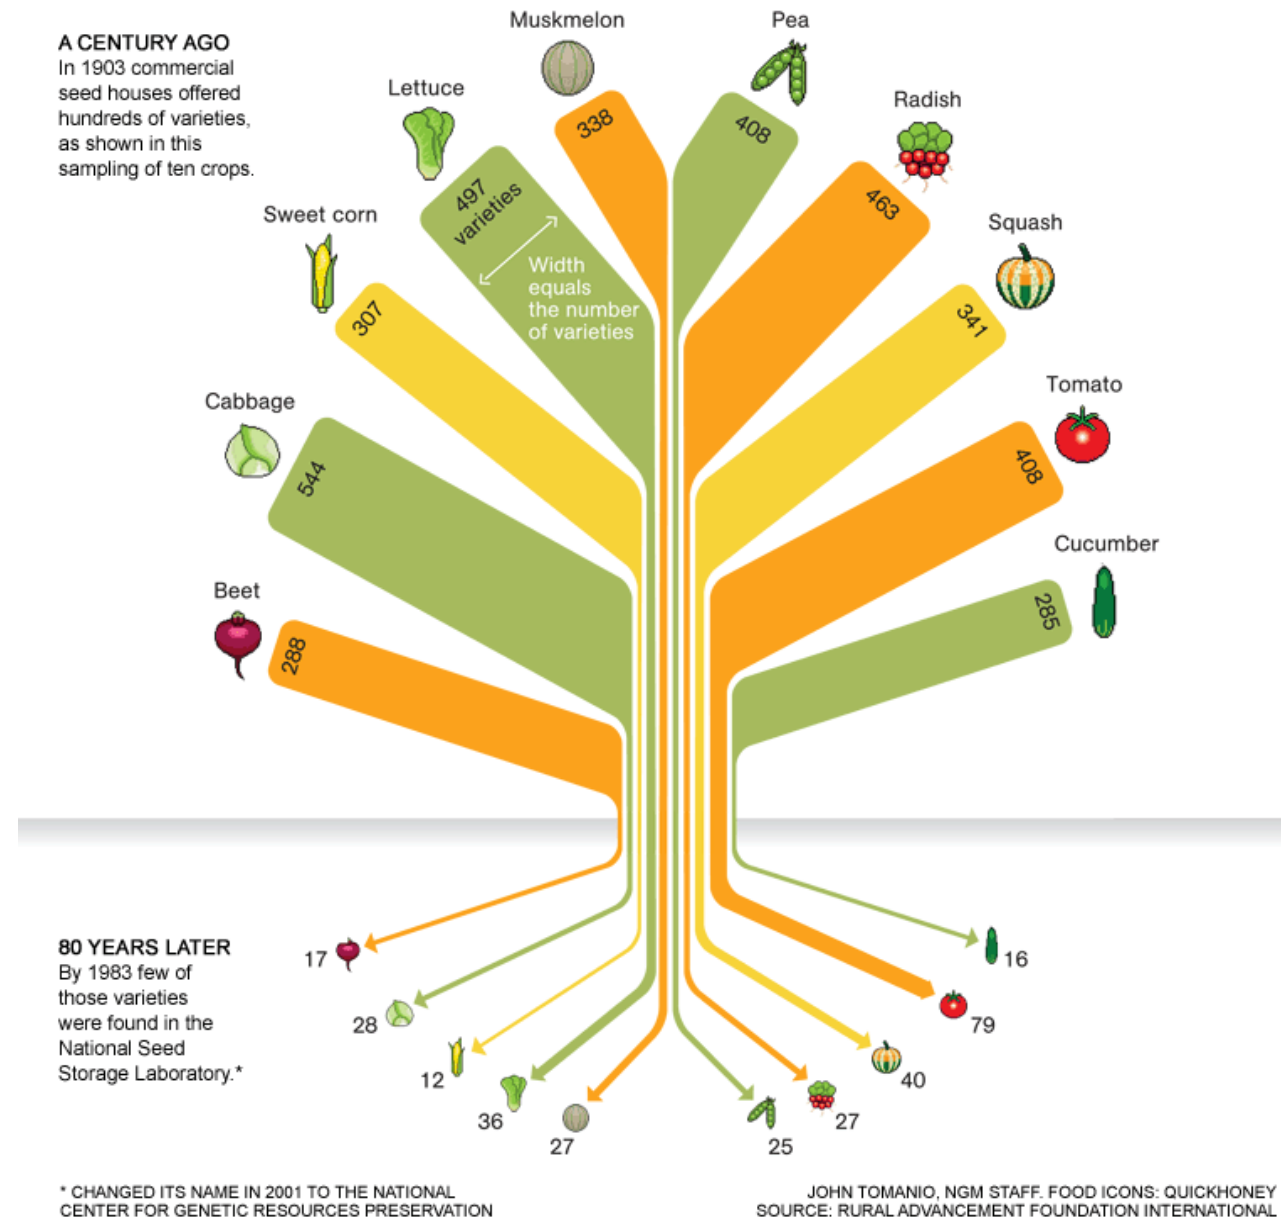 A CENTURY AGO
In 1903 commercial
seed houses offered
hundreds of varieties,
as shown in this
sampling of ten crops.
Muskmelon
338
Pea
408
Lettuce
497
varieties
Width
equals
the number
of varieties
Radish
463
Sweet corn
307
Squash
341
Cabbage
544
Tomato
408
Beet
288
Cucumber
285
80 YEARS LATER
By 1983 few of
those varieties
were found in the
National Seed
Storage Laboratory.*
17
28
12
36
27
25
27
40
79
16
* CHANGED ITS NAME IN 2001 TO THE NATIONAL
CENTER FOR GENETIC RESOURCES PRESERVATION
JOHN TOMANIO, NGM STAFF. FOOD ICONS: QUICKHONEY
SOURCE: RURAL ADVANCEMENT FOUNDATION INTERNATIONAL